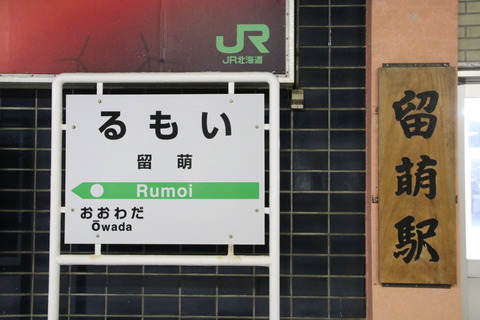 JR
JR北海道
るもい
留萌
Rumoi
おおわだ
Ōwada
留萌駅